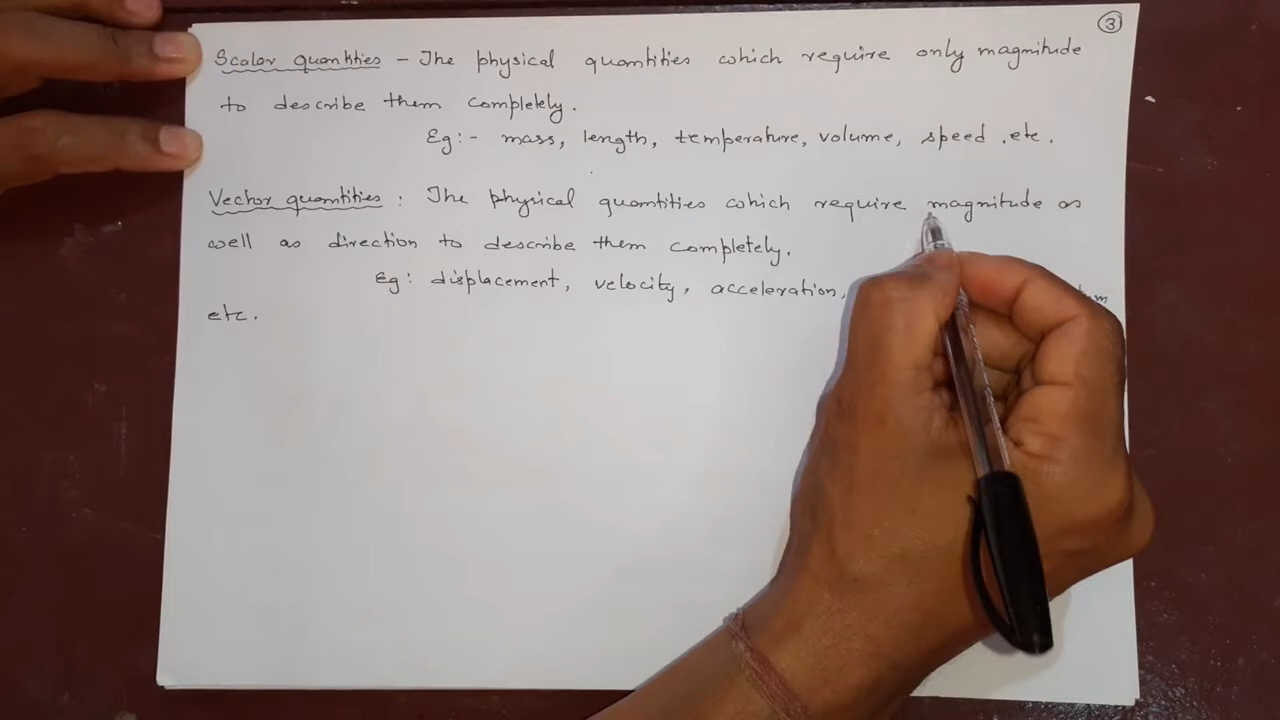 3
Scalar quantities - The physical quantities which require only magnitude
to describe them completely.
Eg:- mass, length, temperature, volume, speed .etc.
Vector quantities : The physical quantities which require magnitude as
well as direction to describe them completely.
Eg: displacement, velocity, acceleration,
etc.